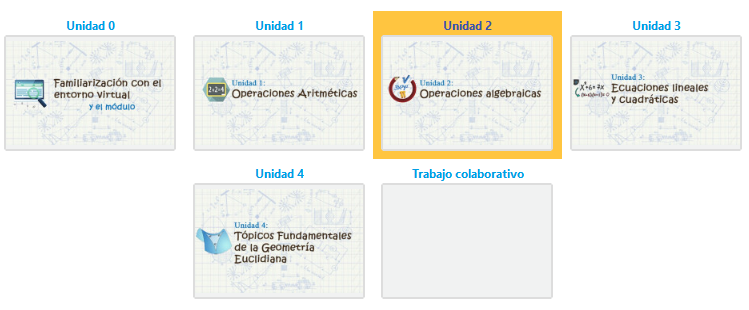 Unidad 0
Unidad 1
Unidad 2
Unidad 3
Familiarización con el
entorno virtual
y el módulo
Unidad 1:
Operaciones Aritméticas
Unidad 2:
Operaciones algebraicas
Unidad 3:
Ecuaciones lineales
y cuadráticas
Unidad 4
Trabajo colaborativo
Unidad 4:
Tópicos Fundamentales
de la Geometría
Euclidiana